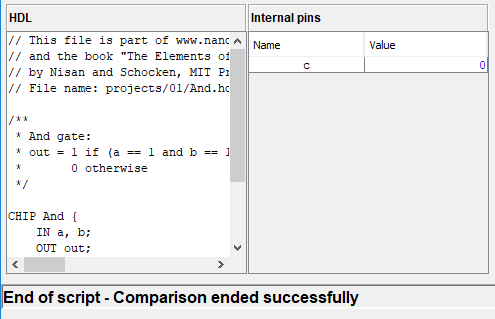 HDL
// This file is part of www.nand
// and the book "The Elements of
// by Nisan and Schocken, MIT Pr
// File name: projects/01/And.hd
/**
* And gate:
* out = 1 if (a == 1 and b == 1
* 0 otherwise
*/
CHIP And {
IN a, b;
OUT out;
Internal pins
Name Value
c 0
End of script - Comparison ended successfully